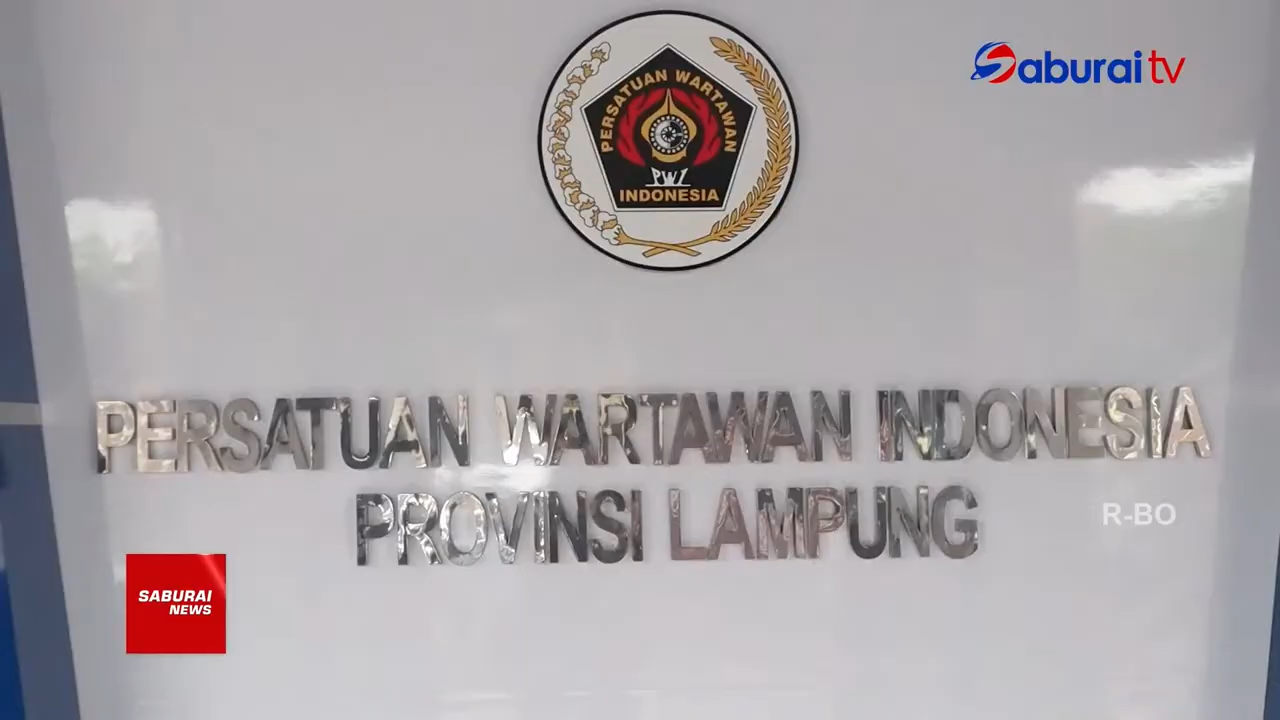 Saburai tv
PERSATUAN WARTAWAN
PWI
INDONESIA
PERSATUAN WARTAWAN INDONESIA
PROVINSI LAMPUNG
R-BO
SABURAI
NEWS